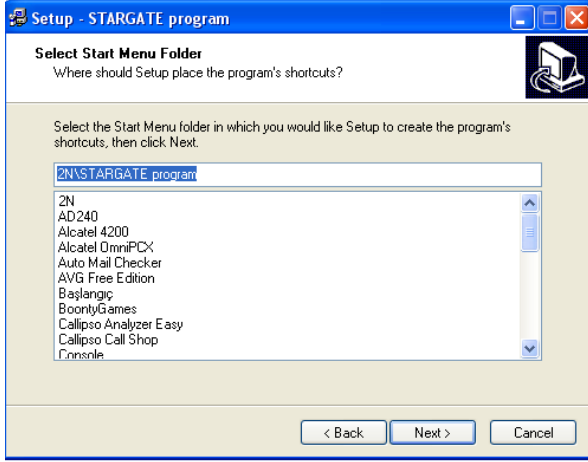 Setup - STARGATE program
Select Start Menu Folder
Where should Setup place the program's shortcuts?
Select the Start Menu folder in which you would like Setup to create the program's
shortcuts, then click Next.
2N\STARGATE program
2N
AD240
Alcatel 4200
Alcatel OmniPCX
Auto Mail Checker
AVG Free Edition
Başlangıç
BoontyGames
Callipso Analyzer Easy
Callipso Call Shop
Console
< Back
Next >
Cancel